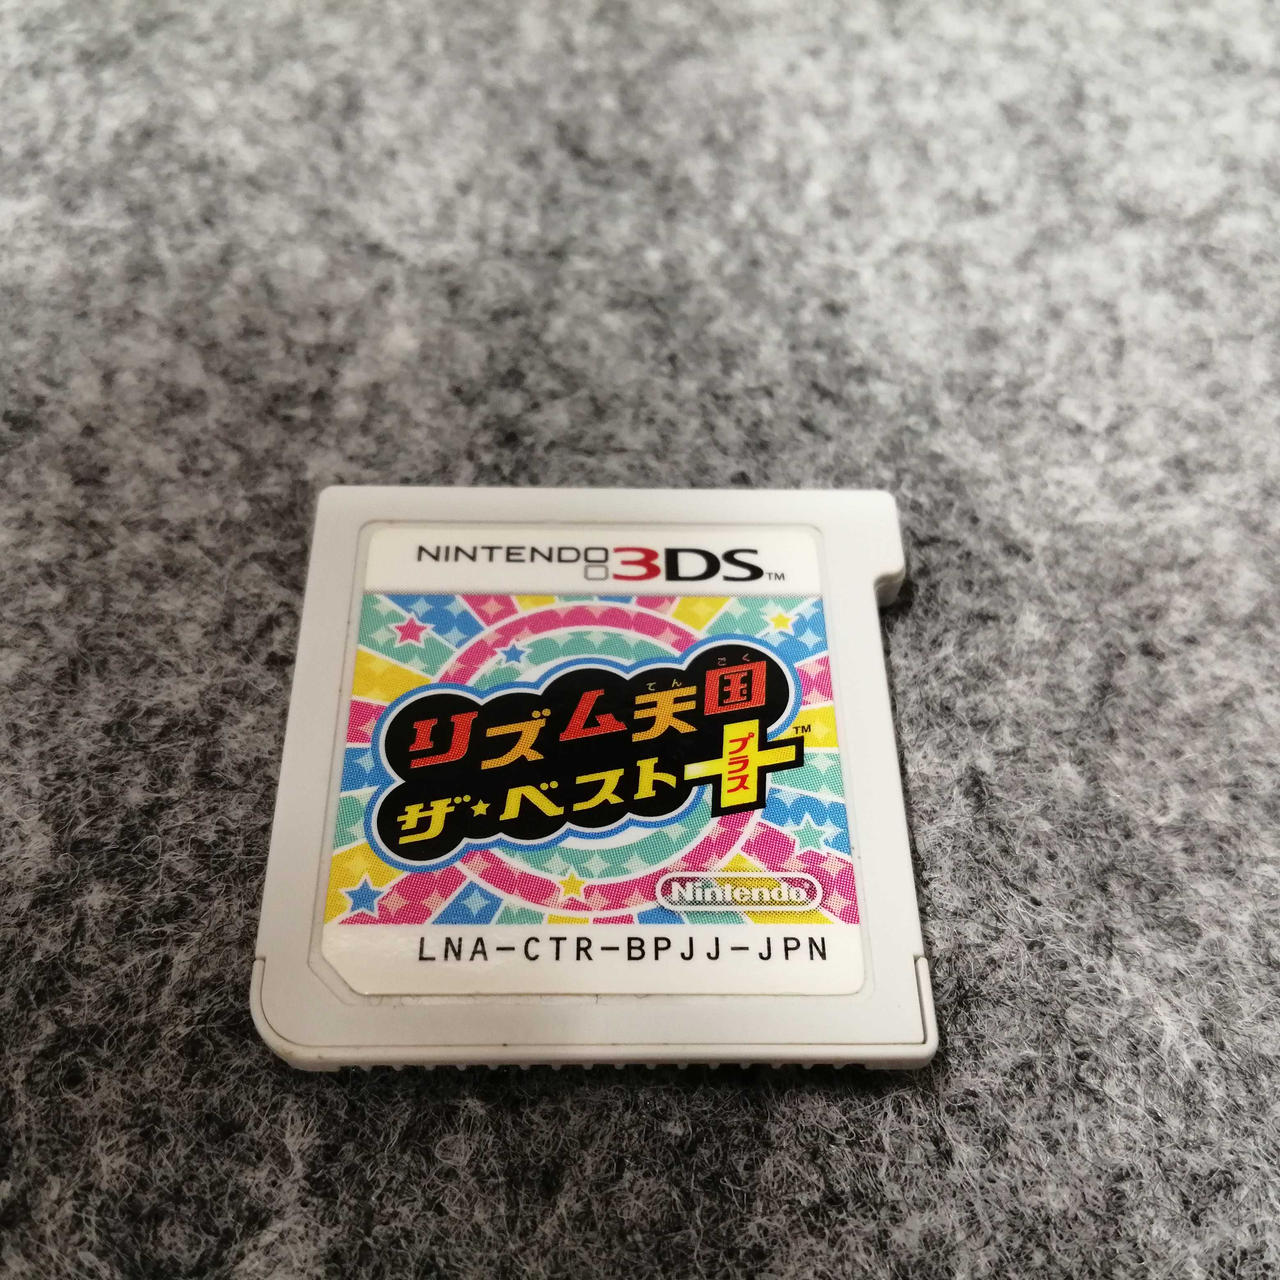 NINTENDO 3DS™
てんごく
リズム天国
ザ★ベスト+™
プラス
Nintendo
LNA-CTR-BPJJ-JPN